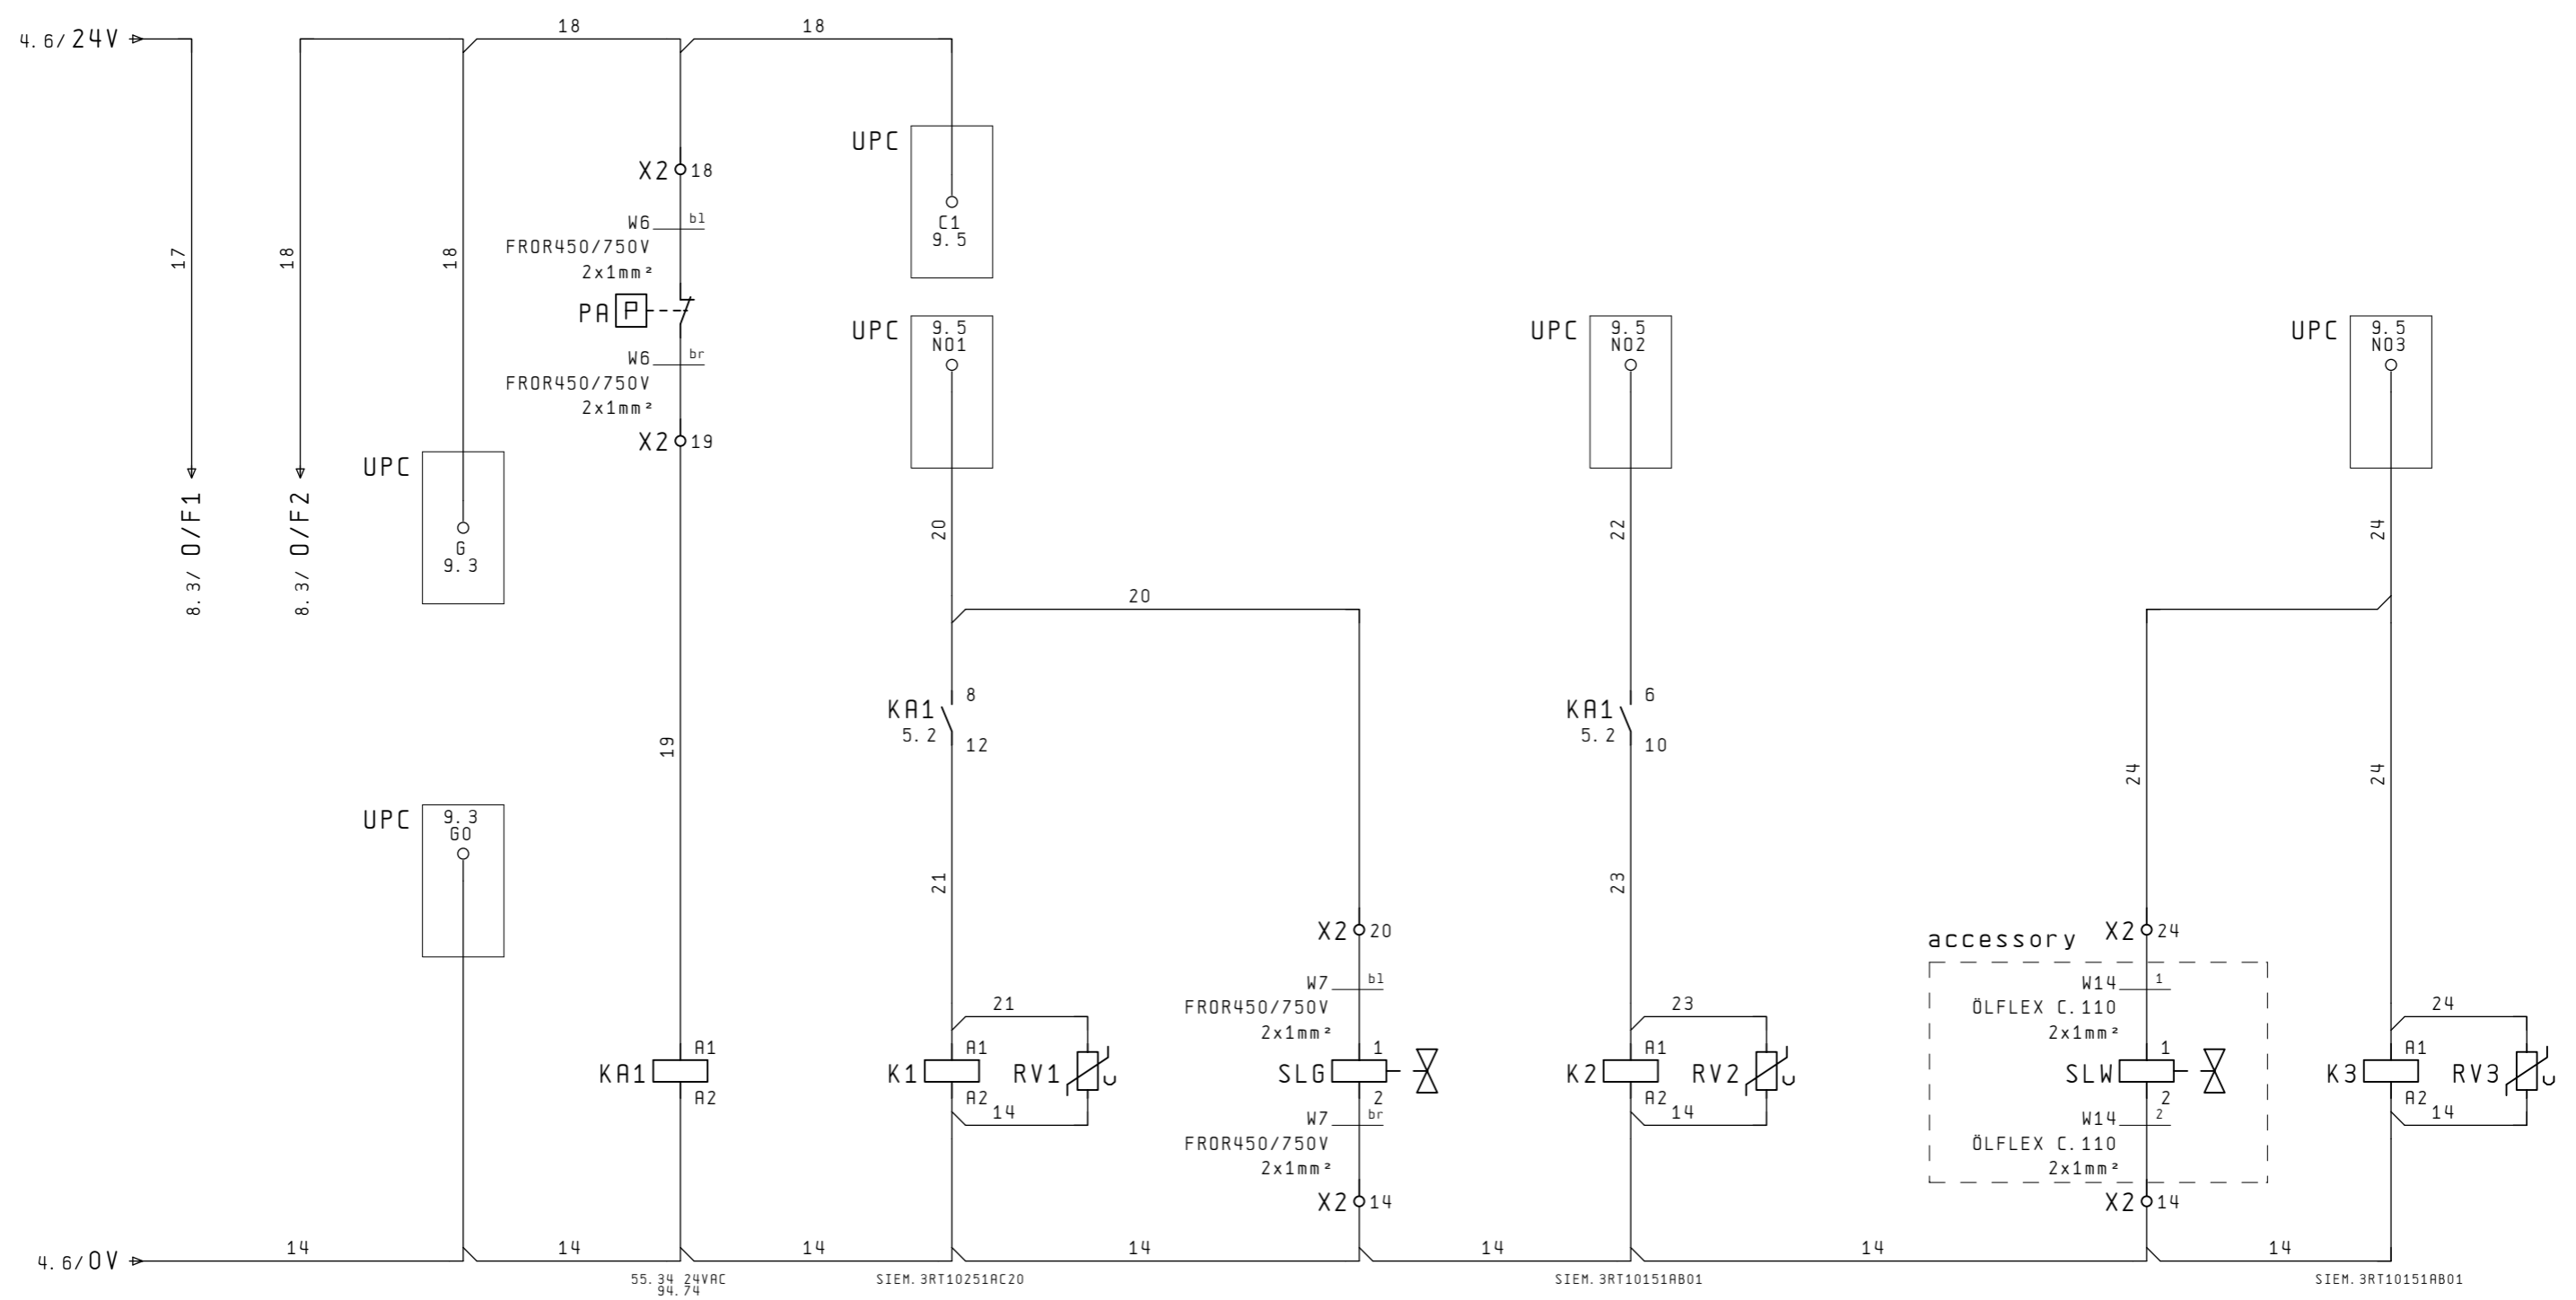 4.6/24V
18
18
17
18
18
8.3/ O/F1
8.3/ O/F2
UPC
G
9.3
UPC
9.3
G0
X2 18
W6 bl
FROR450/750V
2x1mm²
PA P
W6 br
FROR450/750V
2x1mm²
X2 19
19
KA1
A1
A2
UPC
C1
9.5
UPC
9.5
NO1
20
20
KA1
5.2
8
12
21
21
K1
A1
A2
RV1
U
14
X2 20
W7 bl
FROR450/750V
2x1mm²
SLG
1
2
W7 br
FROR450/750V
2x1mm²
X2 14
UPC
9.5
NO2
22
KA1
5.2
6
10
23
23
K2
A1
A2
RV2
U
14
UPC
9.5
NO3
24
24
24
accessory
X2 24
W14 1
ÖLFLEX C.110
2x1mm²
SLW
1
2
W14 2
ÖLFLEX C.110
2x1mm²
X2 14
24
K3
A1
A2
RV3
U
14
4.6/0V
14
14
14
14
14
14
14
55.34 24VAC
94.74
SIEM.3RT10251AC20
SIEM.3RT10151AB01
SIEM.3RT10151AB01